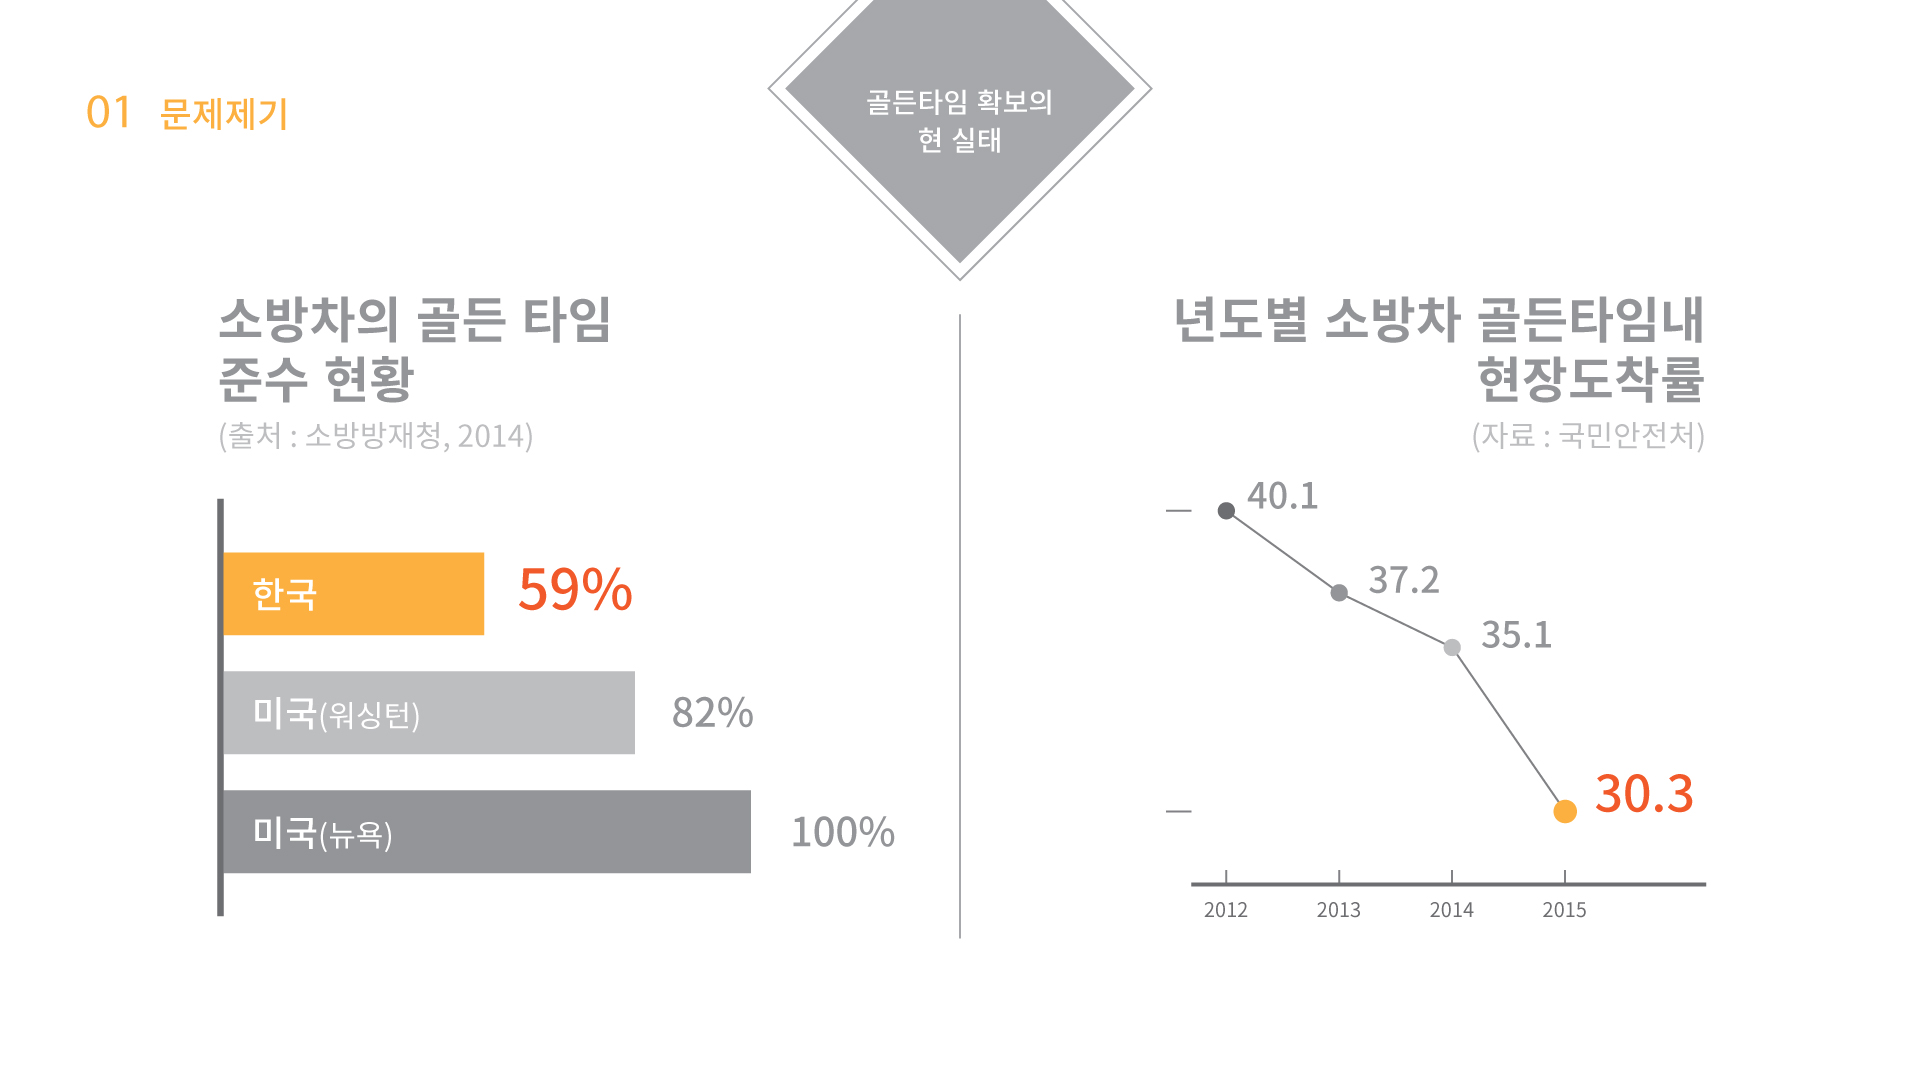 01 문제제기
골든타임 확보의
현 실태
소방차의 골든 타임
준수 현황
(출처 : 소방방재청, 2014)
한국 59%
미국(워싱턴) 82%
미국(뉴욕) 100%
년도별 소방차 골든타임내
현장도착률
(자료 : 국민안전처)
40.1
37.2
35.1
30.3
2012 2013 2014 2015